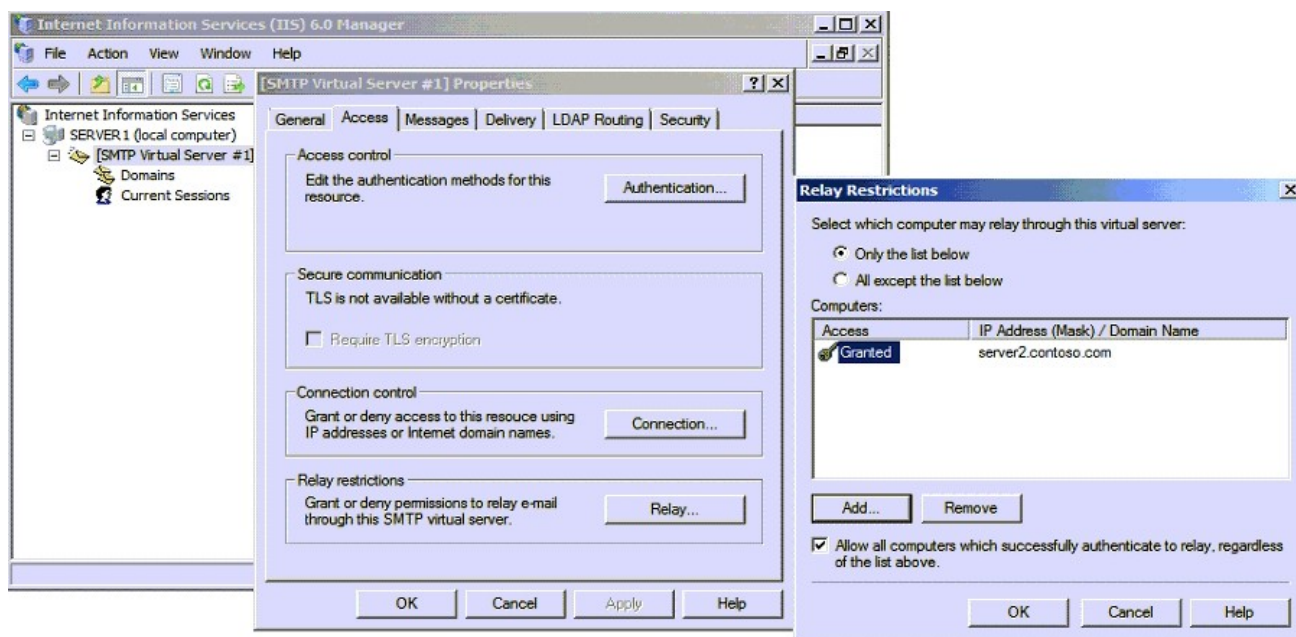 Internet Information Services (IIS) 6.0 Manager
File Action View Window Help
Internet Information Services
SERVER1 (local computer)
[SMTP Virtual Server #1]
Domains
Current Sessions
[SMTP Virtual Server #1] Properties
General Access Messages Delivery LDAP Routing Security
Access control
Edit the authentication methods for this
resource.
Authentication...
Secure communication
TLS is not available without a certificate.
Require TLS encryption
Connection control
Grant or deny access to this resouce using
IP addresses or Internet domain names.
Connection...
Relay restrictions
Grant or deny permissions to relay e-mail
through this SMTP virtual server.
Relay...
OK Cancel Apply Help
Relay Restrictions
Select which computer may relay through this virtual server:
Only the list below
All except the list below
Computers:
Access IP Address (Mask) / Domain Name
Granted server2.contoso.com
Add... Remove
Allow all computers which successfully authenticate to relay, regardless
of the list above.
OK Cancel Help